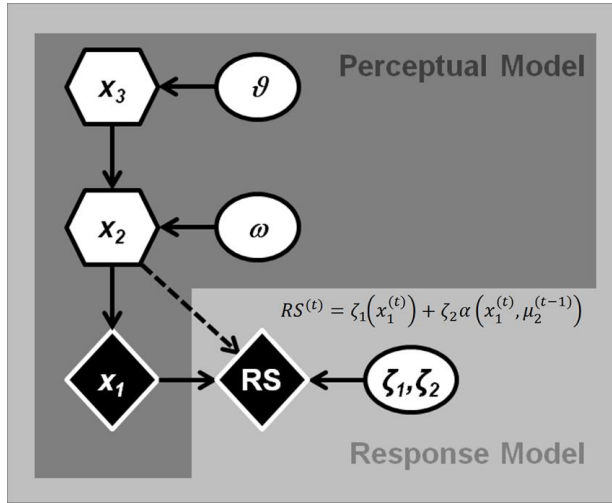 Perceptual Model
x₃
ϑ
x₂
ω
RS⁽ᵗ⁾ = ζ₁(x₁⁽ᵗ⁾) + ζ₂α(x₁⁽ᵗ⁾, μ₂⁽ᵗ⁻¹⁾)
x₁
RS
ζ₁,ζ₂
Response Model